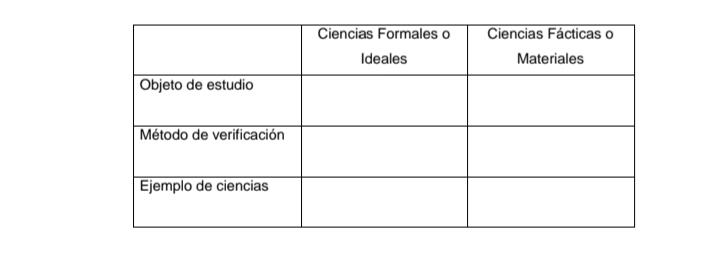 Ciencias Formales o
Ideales
Ciencias Fácticas o
Materiales
Objeto de estudio
Método de verificación
Ejemplo de ciencias